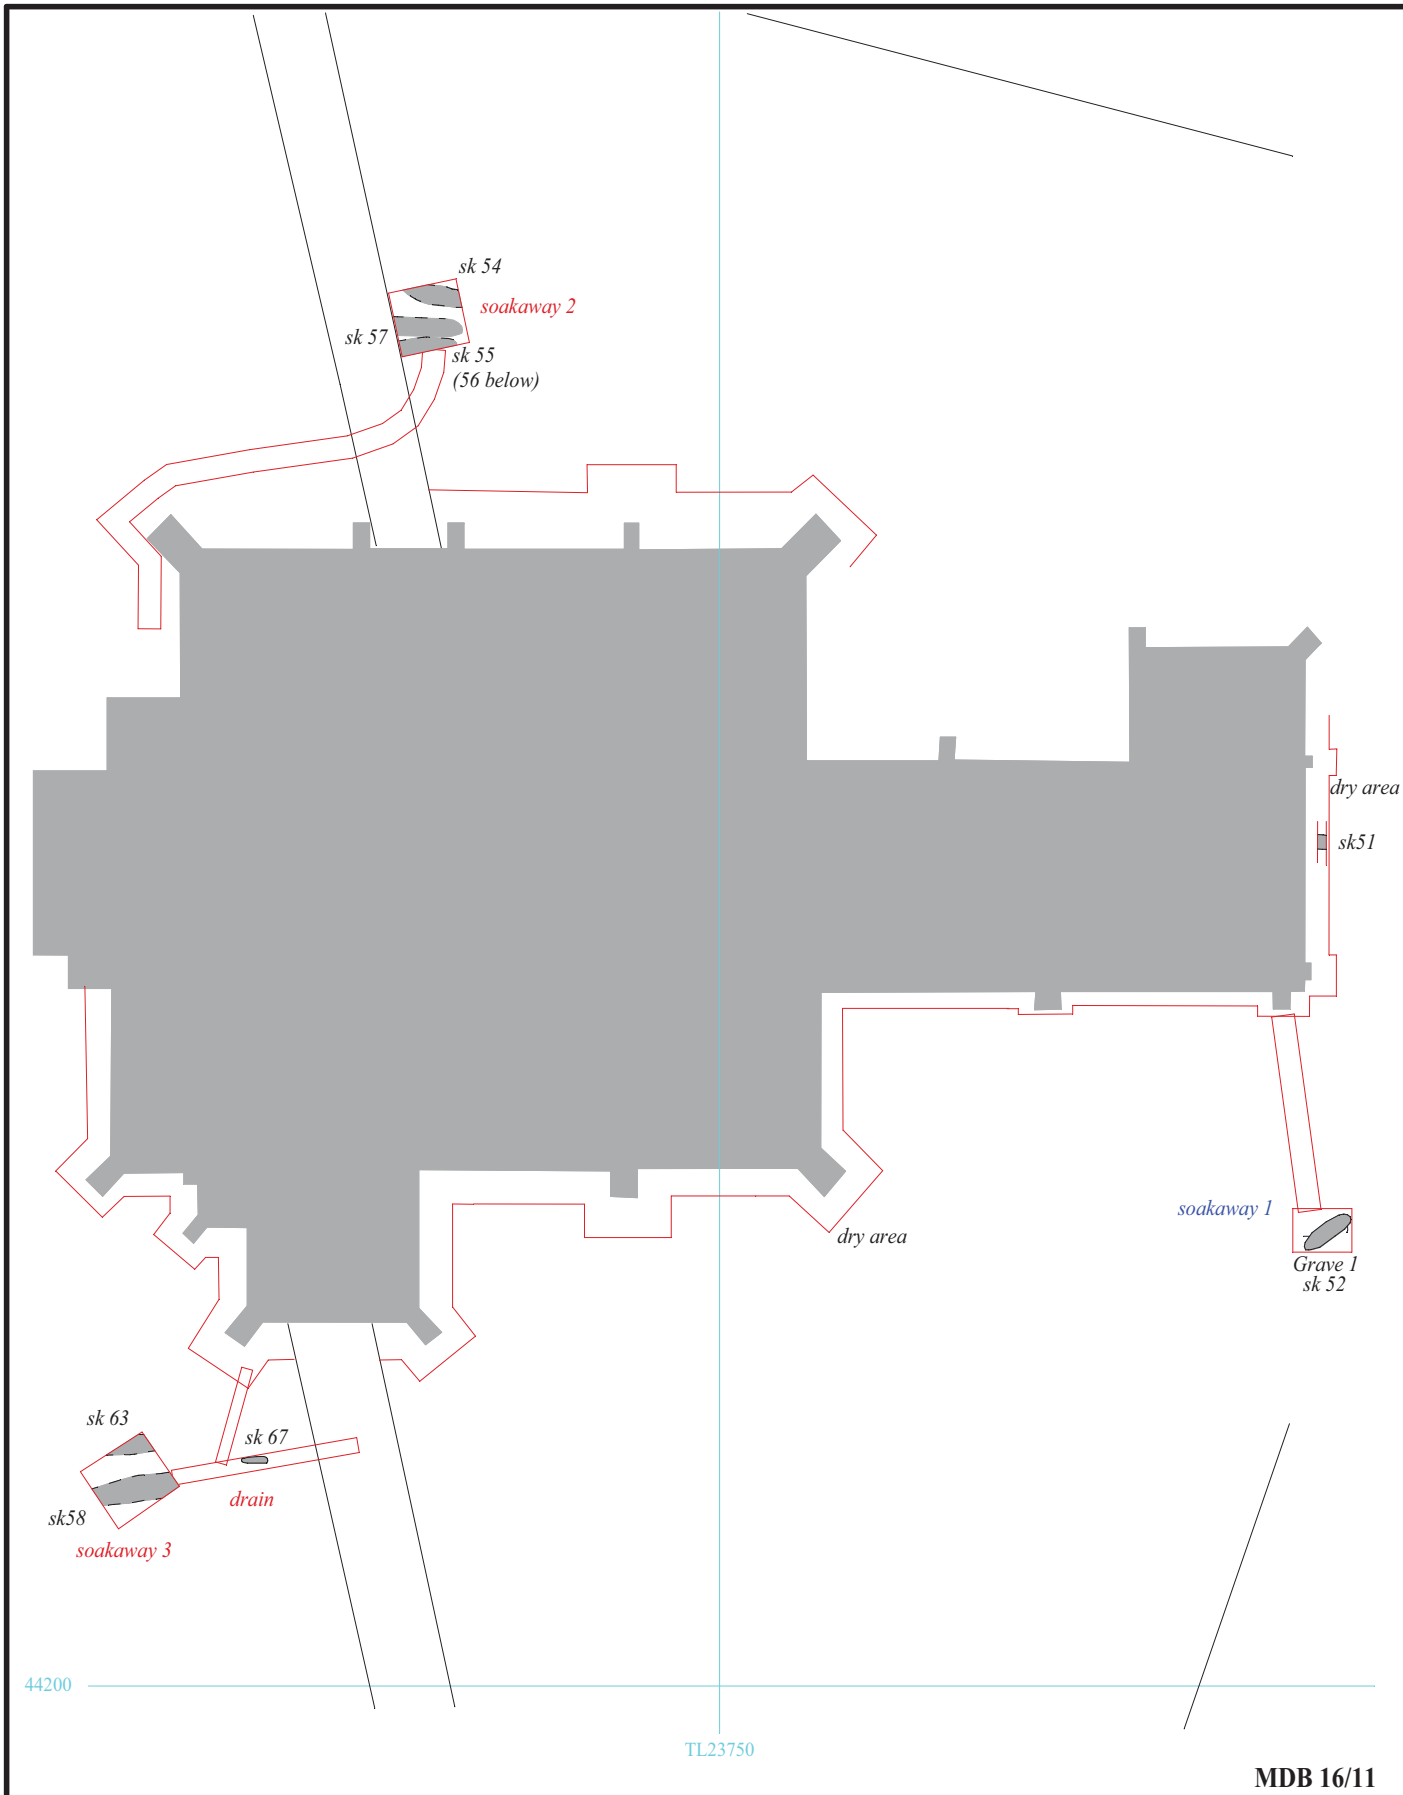 sk 54
soakaway 2
sk 57
sk 55
(56 below)
dry area
sk51
soakaway 1
dry area
Grave 1
sk 52
sk 63
sk 67
drain
sk58
soakaway 3
44200
TL23750
MDB 16/11